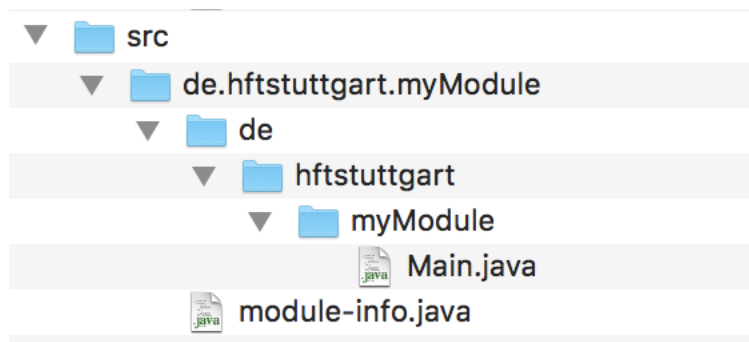 src
de.hftstuttgart.myModule
de
hftstuttgart
myModule
Main.java
module-info.java